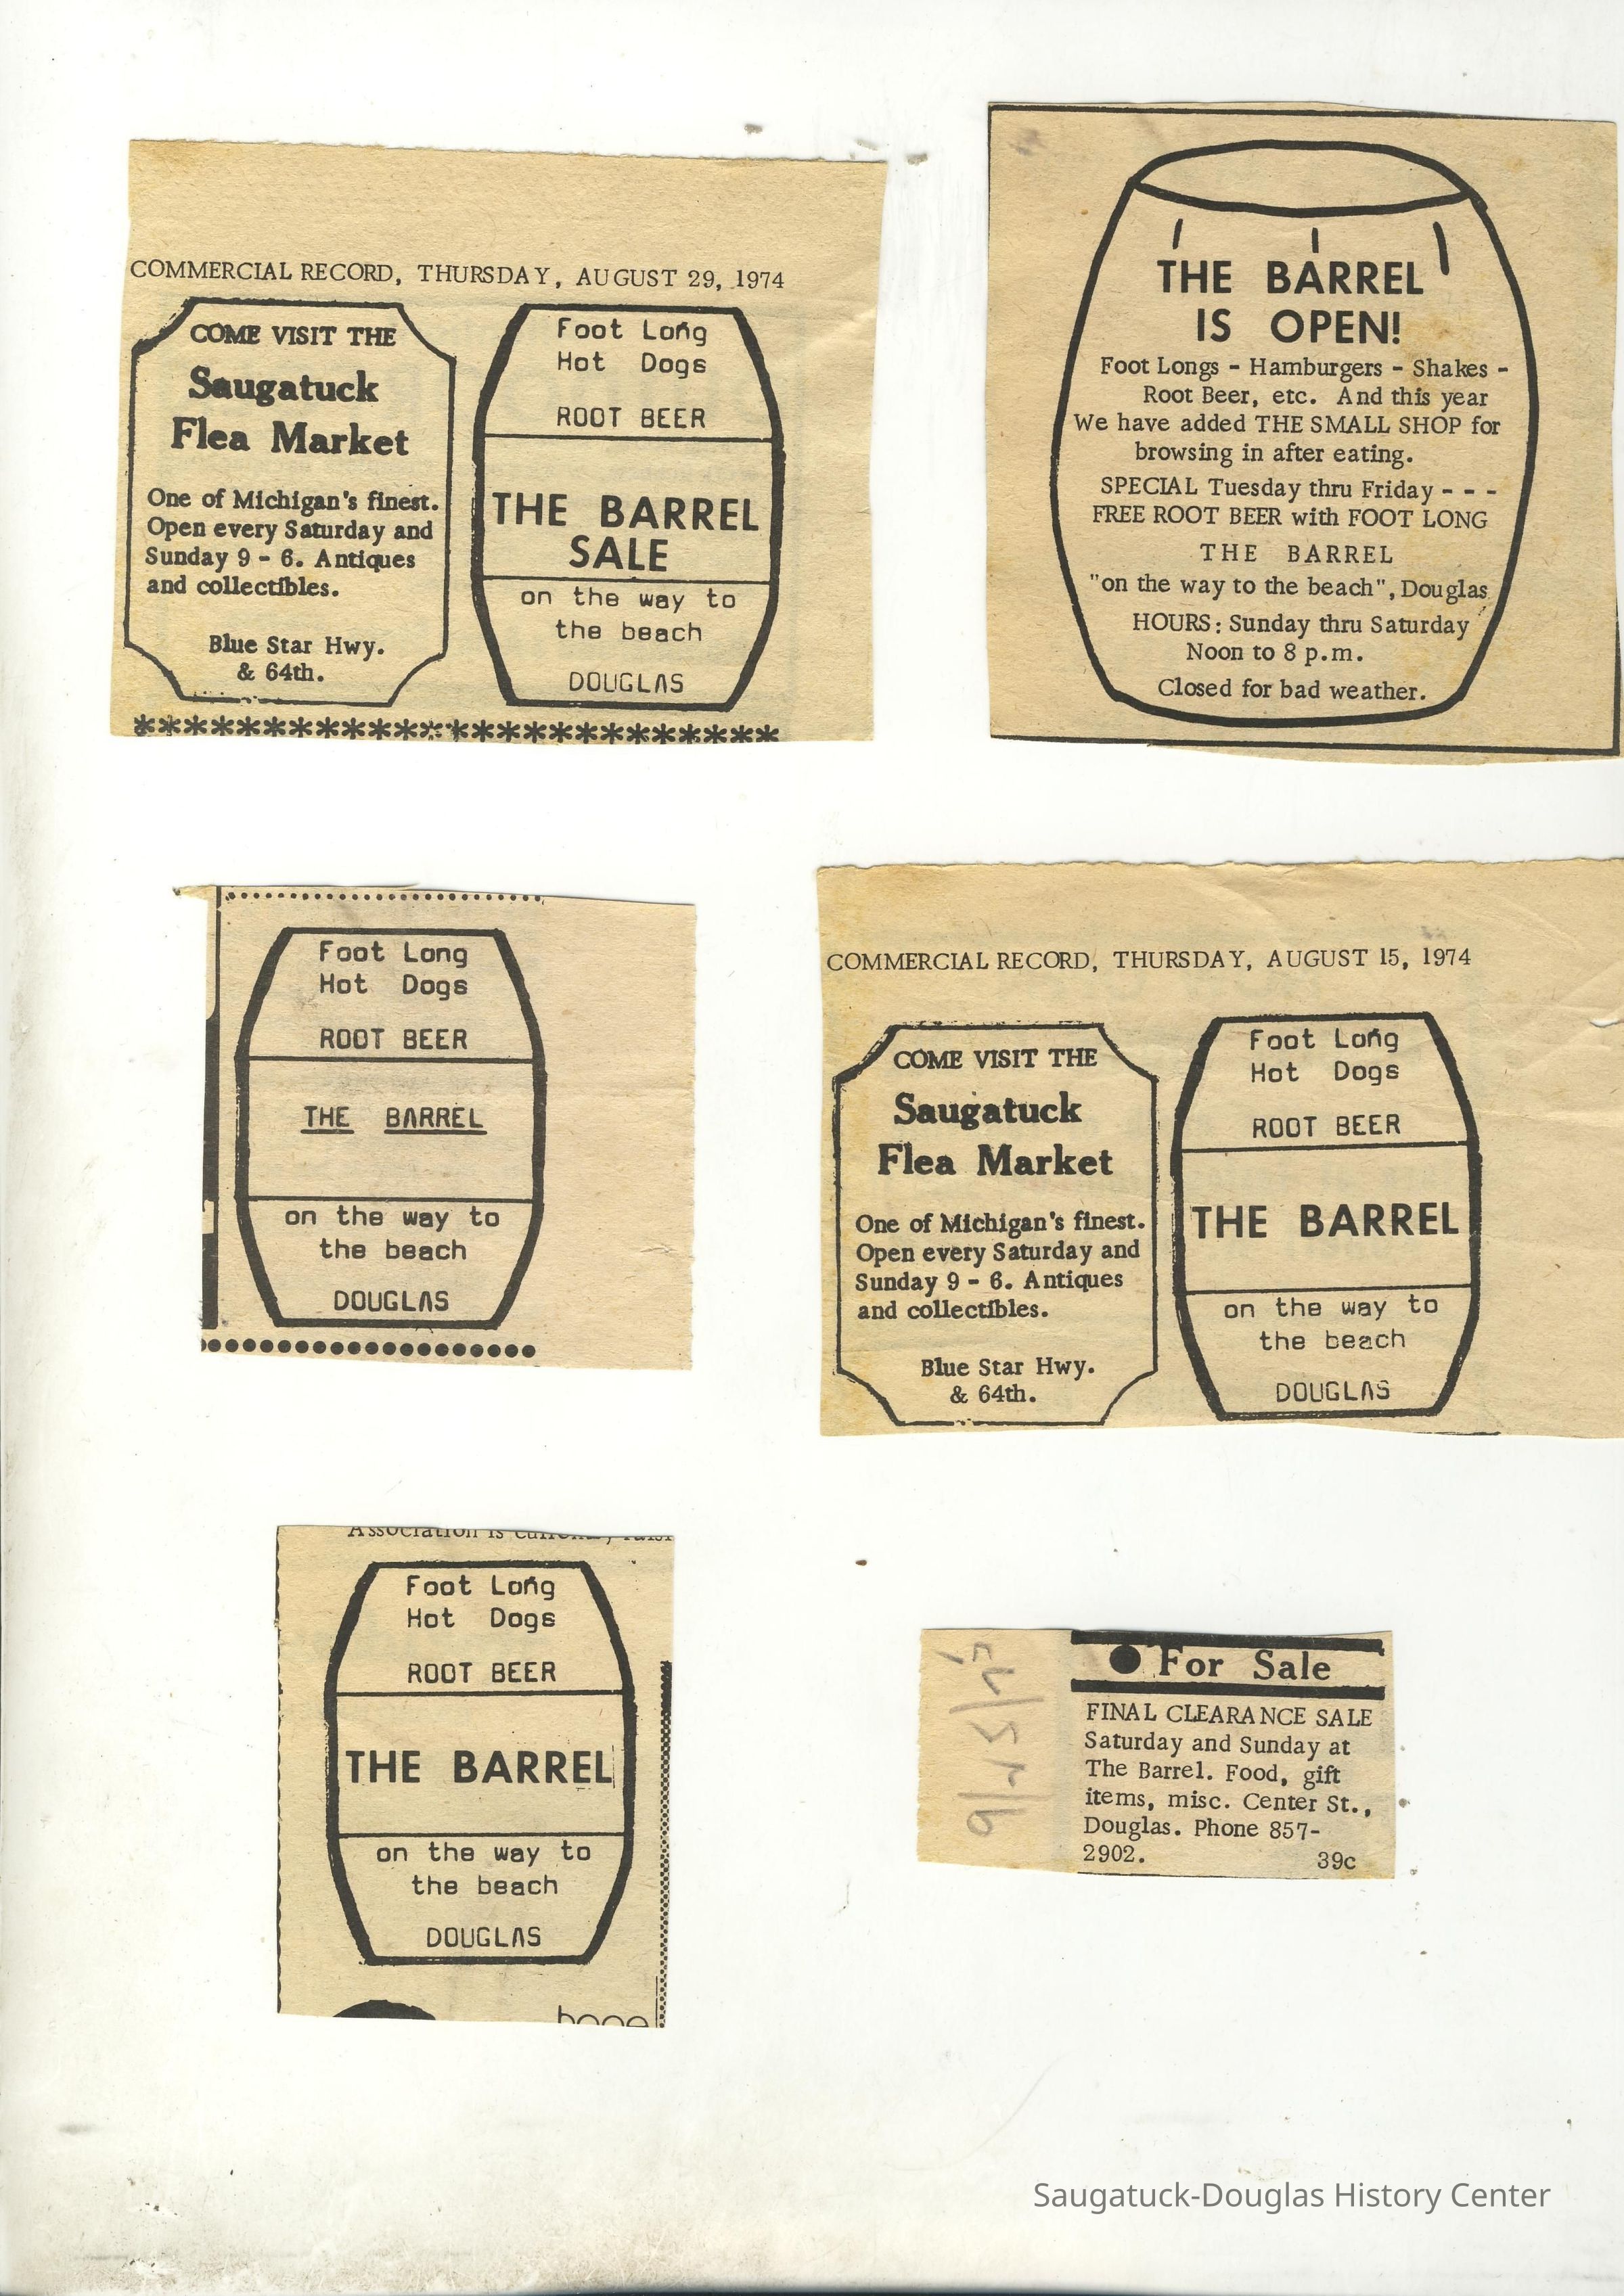 COMMERCIAL RECORD, THURSDAY, AUGUST 29, 1974
COME VISIT THE
Saugatuck
Flea Market
One of Michigan's finest.
Open every Saturday and
Sunday 9 - 6. Antiques
and collectibles.
Blue Star Hwy.
& 64th.
Foot Long
Hot Dogs
ROOT BEER
THE BARREL
SALE
on the way to
the beach
DOUGLAS
THE BARREL
IS OPEN!
Foot Longs - Hamburgers - Shakes -
Root Beer, etc. And this year
We have added THE SMALL SHOP for
browsing in after eating.
SPECIAL Tuesday thru Friday - - -
FREE ROOT BEER with FOOT LONG
THE BARREL
"on the way to the beach", Douglas
HOURS: Sunday thru Saturday
Noon to 8 p.m.
Closed for bad weather.
Foot Long
Hot Dogs
ROOT BEER
THE BARREL
on the way to
the beach
DOUGLAS
COMMERCIAL RECORD, THURSDAY, AUGUST 15, 1974
COME VISIT THE
Saugatuck
Flea Market
One of Michigan's finest.
Open every Saturday and
Sunday 9 - 6. Antiques
and collectibles.
Blue Star Hwy.
& 64th.
Foot Long
Hot Dogs
ROOT BEER
THE BARREL
on the way to
the beach
DOUGLAS
Association is
Foot Long
Hot Dogs
ROOT BEER
THE BARREL
on the way to
the beach
DOUGLAS
For Sale
FINAL CLEARANCE SALE
Saturday and Sunday at
The Barrel. Food, gift
items, misc. Center St.,
Douglas. Phone 857-
2902. 39c
Saugatuck-Douglas History Center